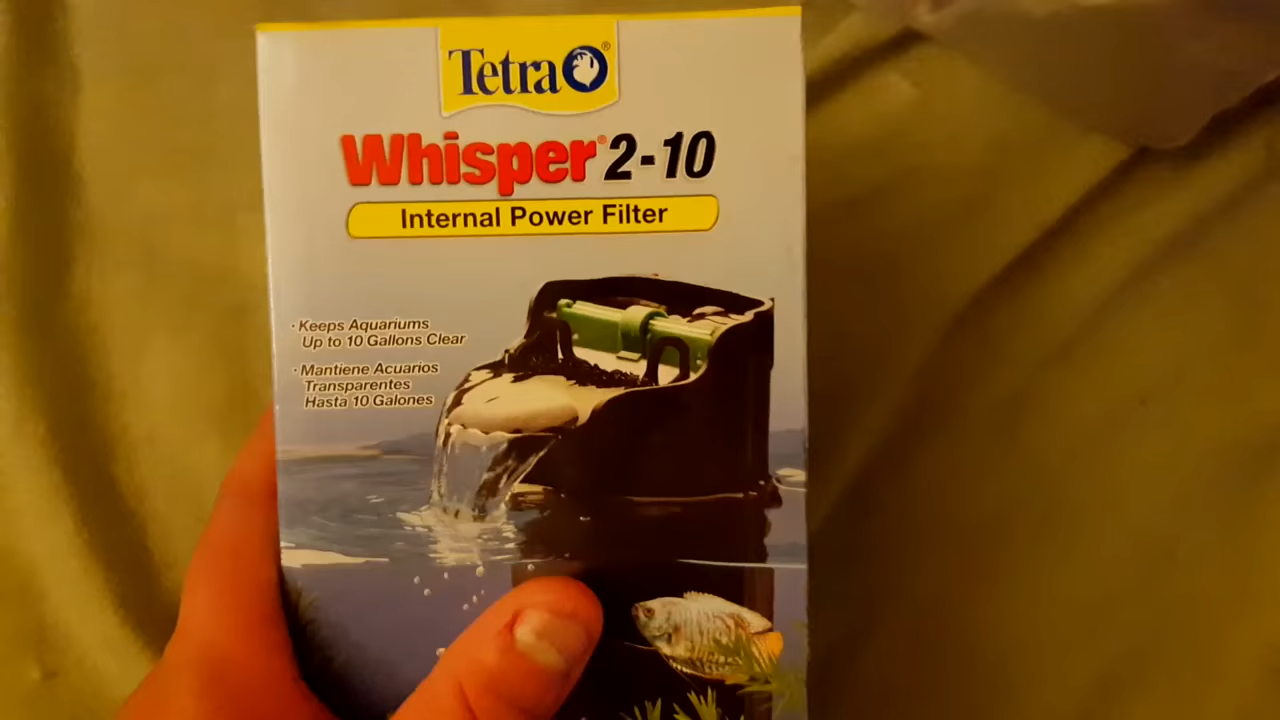 Tetra®
Whisper® 2-10
Internal Power Filter
· Keeps Aquariums
Up to 10 Gallons Clear
· Mantiene Acuarios
Transparentes
Hasta 10 Galones